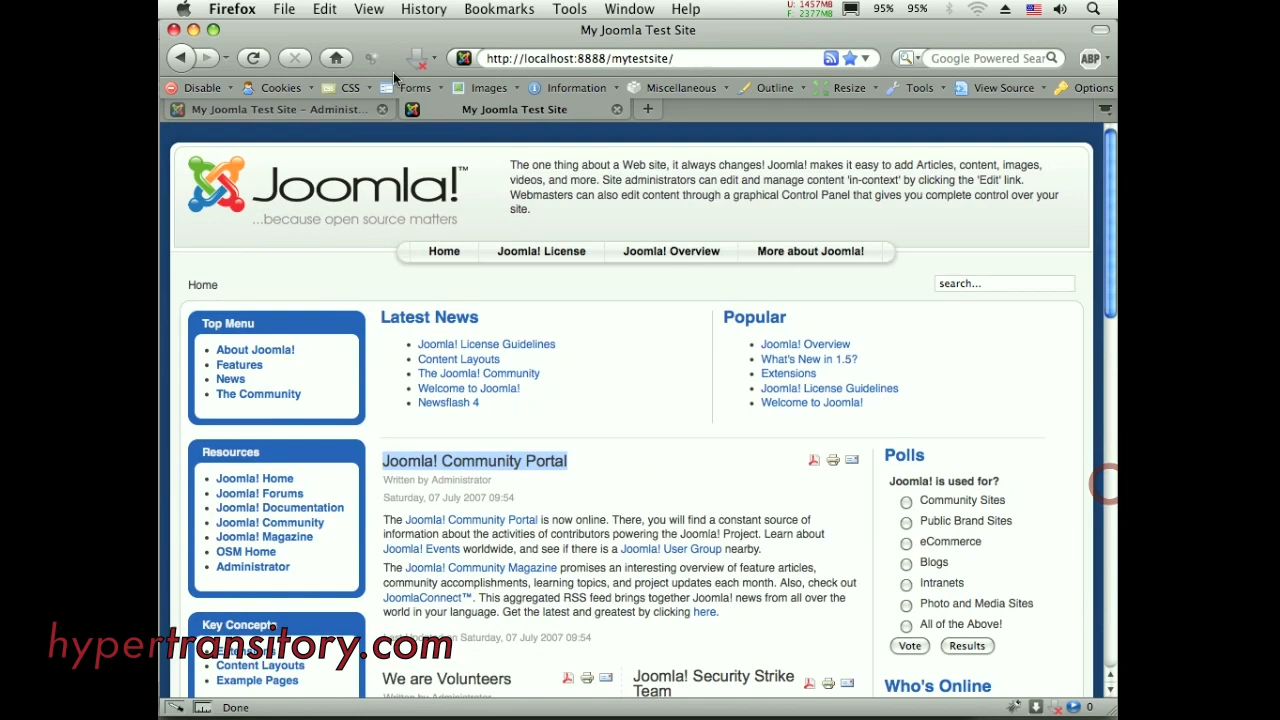 Firefox File Edit View History Bookmarks Tools Window Help U: 1457MB F: 2377MB 95% 95%
My Joomla Test Site
http://localhost:8888/mytestsite/ Google Powered Sear ABP
Disable Cookies CSS Forms Images Information Miscellaneous Outline Resize Tools View Source Options
My Joomla Test Site - Administ... My Joomla Test Site
Joomla!™
...because open source matters
The one thing about a Web site, it always changes! Joomla! makes it easy to add Articles, content, images,
videos, and more. Site administrators can edit and manage content 'in-context' by clicking the 'Edit' link.
Webmasters can also edit content through a graphical Control Panel that gives you complete control over your
site.
Home Joomla! License Joomla! Overview More about Joomla!
Home search...
Top Menu
About Joomla!
Features
News
The Community
Resources
Joomla! Home
Joomla! Forums
Joomla! Documentation
Joomla! Community
Joomla! Magazine
OSM Home
Administrator
Key Concepts
Extensions
Content Layouts
Example Pages
Latest News
Joomla! License Guidelines
Content Layouts
The Joomla! Community
Welcome to Joomla!
Newsflash 4
Popular
Joomla! Overview
What's New in 1.5?
Extensions
Joomla! License Guidelines
Welcome to Joomla!
Joomla! Community Portal
Written by Administrator
Saturday, 07 July 2007 09:54
The Joomla! Community Portal is now online. There, you will find a constant source of
information about the activities of contributors powering the Joomla! Project. Learn about
Joomla! Events worldwide, and see if there is a Joomla! User Group nearby.
The Joomla! Community Magazine promises an interesting overview of feature articles,
community accomplishments, learning topics, and project updates each month. Also, check out
JoomlaConnect™. This aggregated RSS feed brings together Joomla! news from all over the
world in your language. Get the latest and greatest by clicking here.
Last Updated on Saturday, 07 July 2007 09:54
We are Volunteers
Written by Administrator
Joomla! Security Strike
Team
Polls
Joomla! is used for?
Community Sites
Public Brand Sites
eCommerce
Blogs
Intranets
Photo and Media Sites
All of the Above!
Vote Results
Who's Online
hypertransitory.com
Done 0